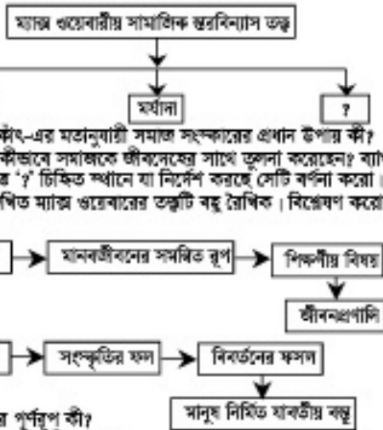 ম্যাক্স ওয়েবারীয় সামাজিক স্তরবিন্যাস তত্ত্ব
মর্যাদা
?
কোঁৎ-এর মতানুযায়ী সমাজ সংস্কারের প্রধান উপায় কী?
কীভাবে সমাজকে জীবদেহের সাথে তুলনা করেছেন? ব্যাখ
'?' চিহ্নিত স্থানে যা নির্দেশ করছে সেটি বর্ণনা করো।
খিত ম্যাক্স ওয়েবারের তত্ত্বটি বহু রৈখিক। বিশ্লেষণ করো
মানবজীবনের সমন্বিত রূপ
শিক্ষণীয় বিষয়
জীবনপ্রণালি
সংস্কৃতির ফল
বিবর্তনের ফসল
মানুষ নির্মিত যাবতীয় বস্তু
র পূর্ণরূপ কী?